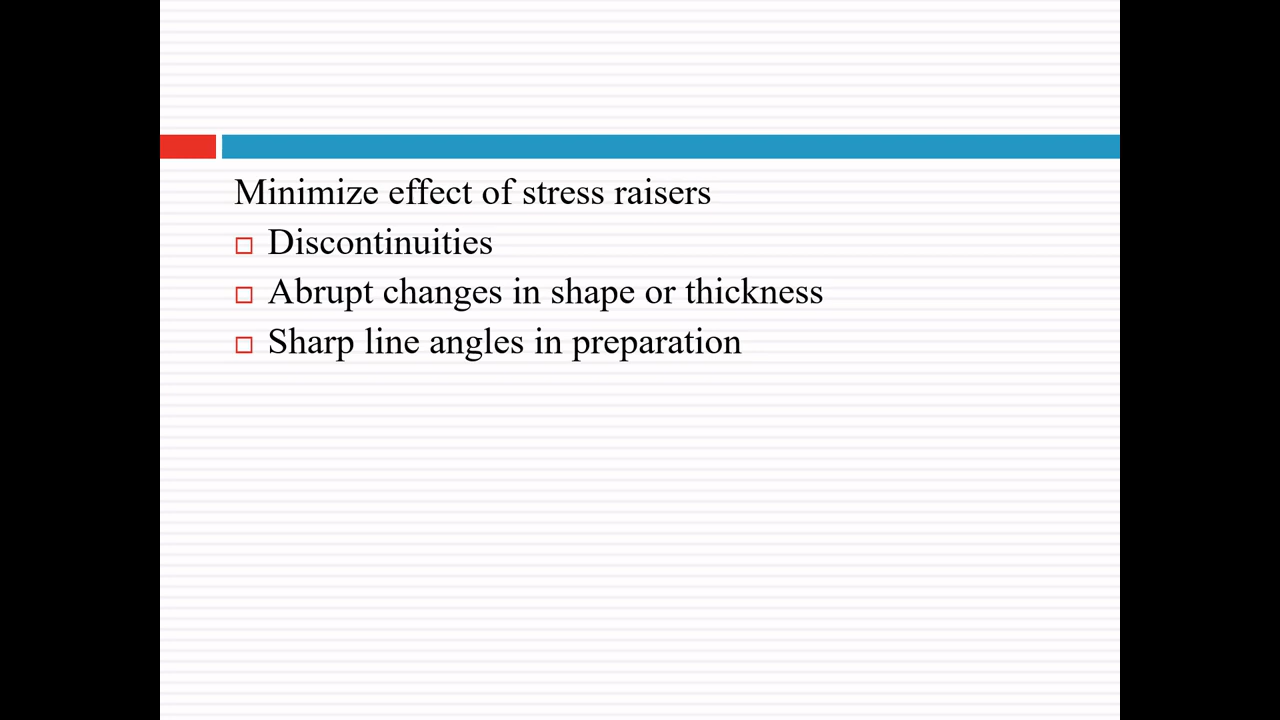 Minimize effect of stress raisers
Discontinuities
Abrupt changes in shape or thickness
Sharp line angles in preparation